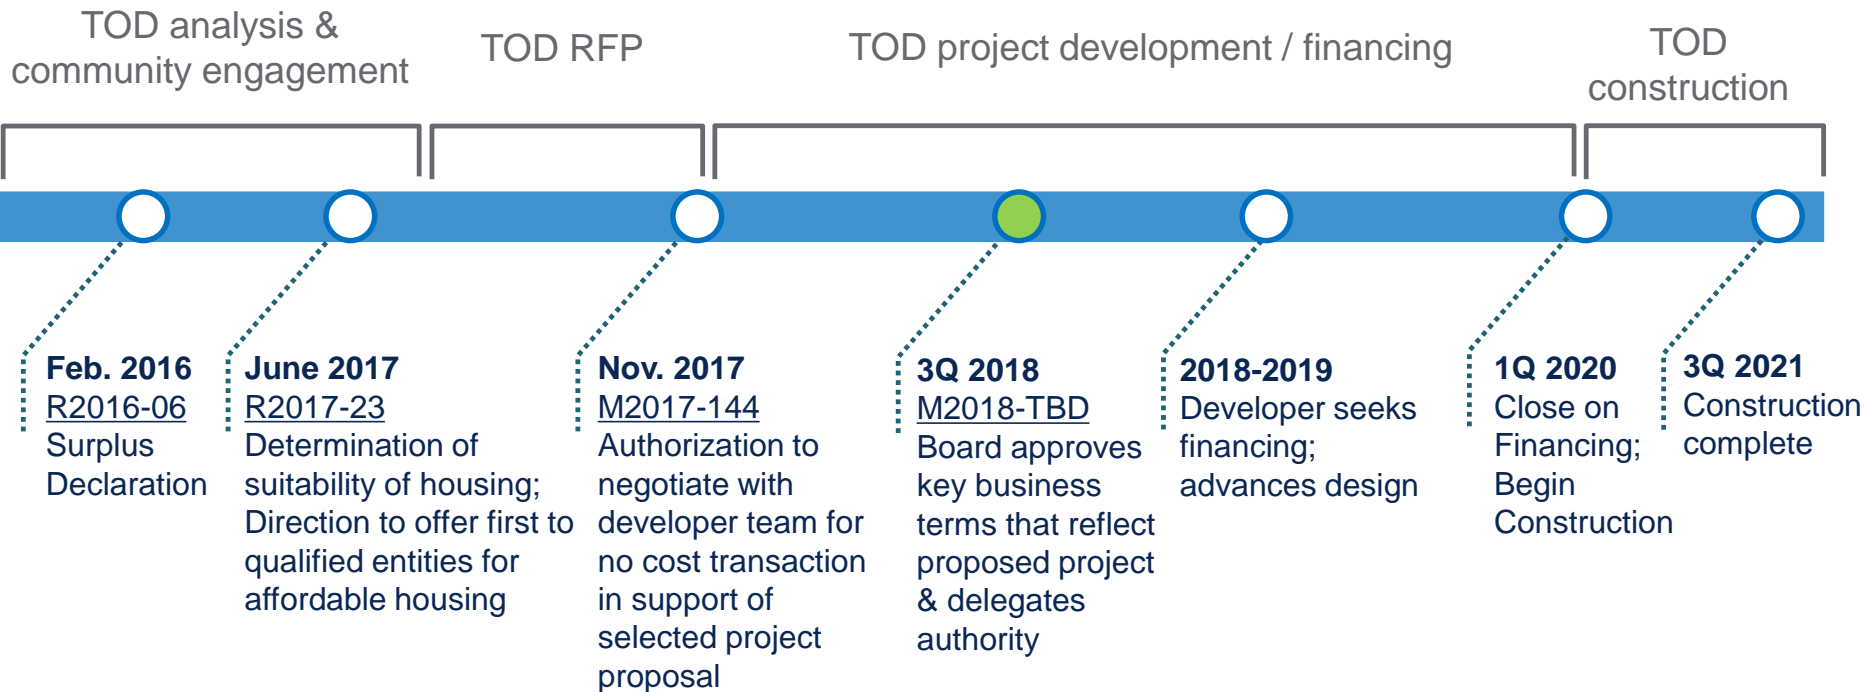 TOD analysis &
community engagement
TOD RFP
TOD project development / financing
TOD
construction
Feb. 2016
R2016-06
Surplus
Declaration
June 2017
R2017-23
Determination of
suitability of housing;
Direction to offer first to
qualified entities for
affordable housing
Nov. 2017
M2017-144
Authorization to
negotiate with
developer team for
no cost transaction
in support of
selected project
proposal
3Q 2018
M2018-TBD
Board approves
key business
terms that reflect
proposed project
& delegates
authority
2018-2019
Developer seeks
financing;
advances design
1Q 2020
Close on
Financing;
Begin
Construction
3Q 2021
Construction
complete